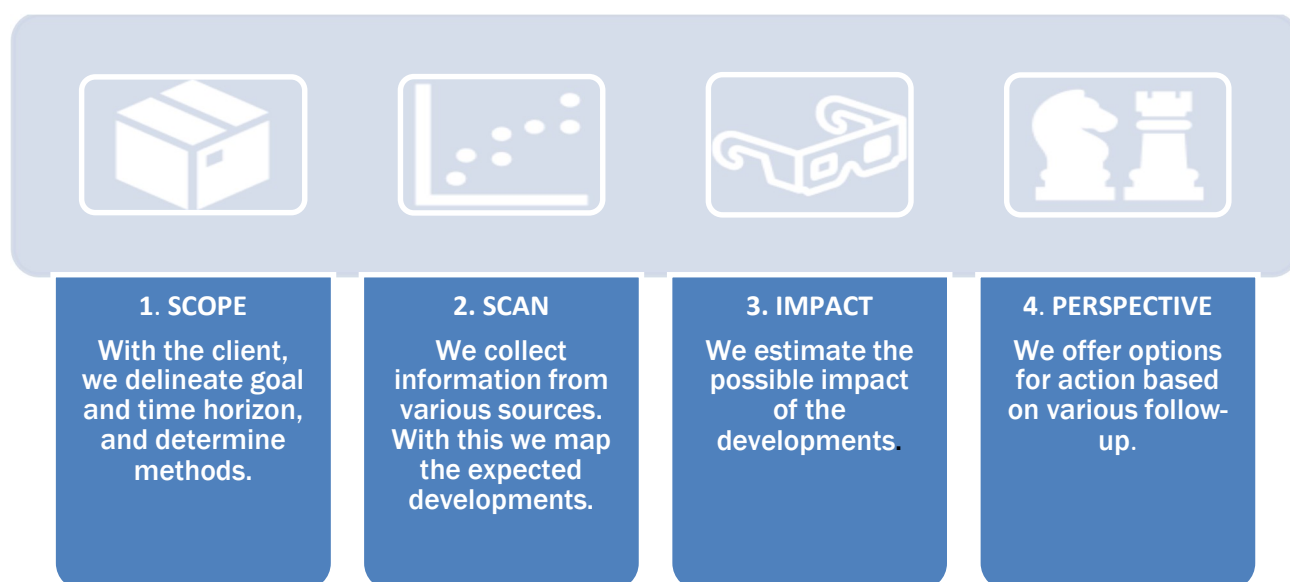 1. SCOPE
With the client,
we delineate goal
and time horizon,
and determine
methods.
2. SCAN
We collect
information from
various sources.
With this we map
the expected
developments.
3. IMPACT
We estimate the
possible impact
of the
developments.
4. PERSPECTIVE
We offer options
for action based
on various follow-
up.